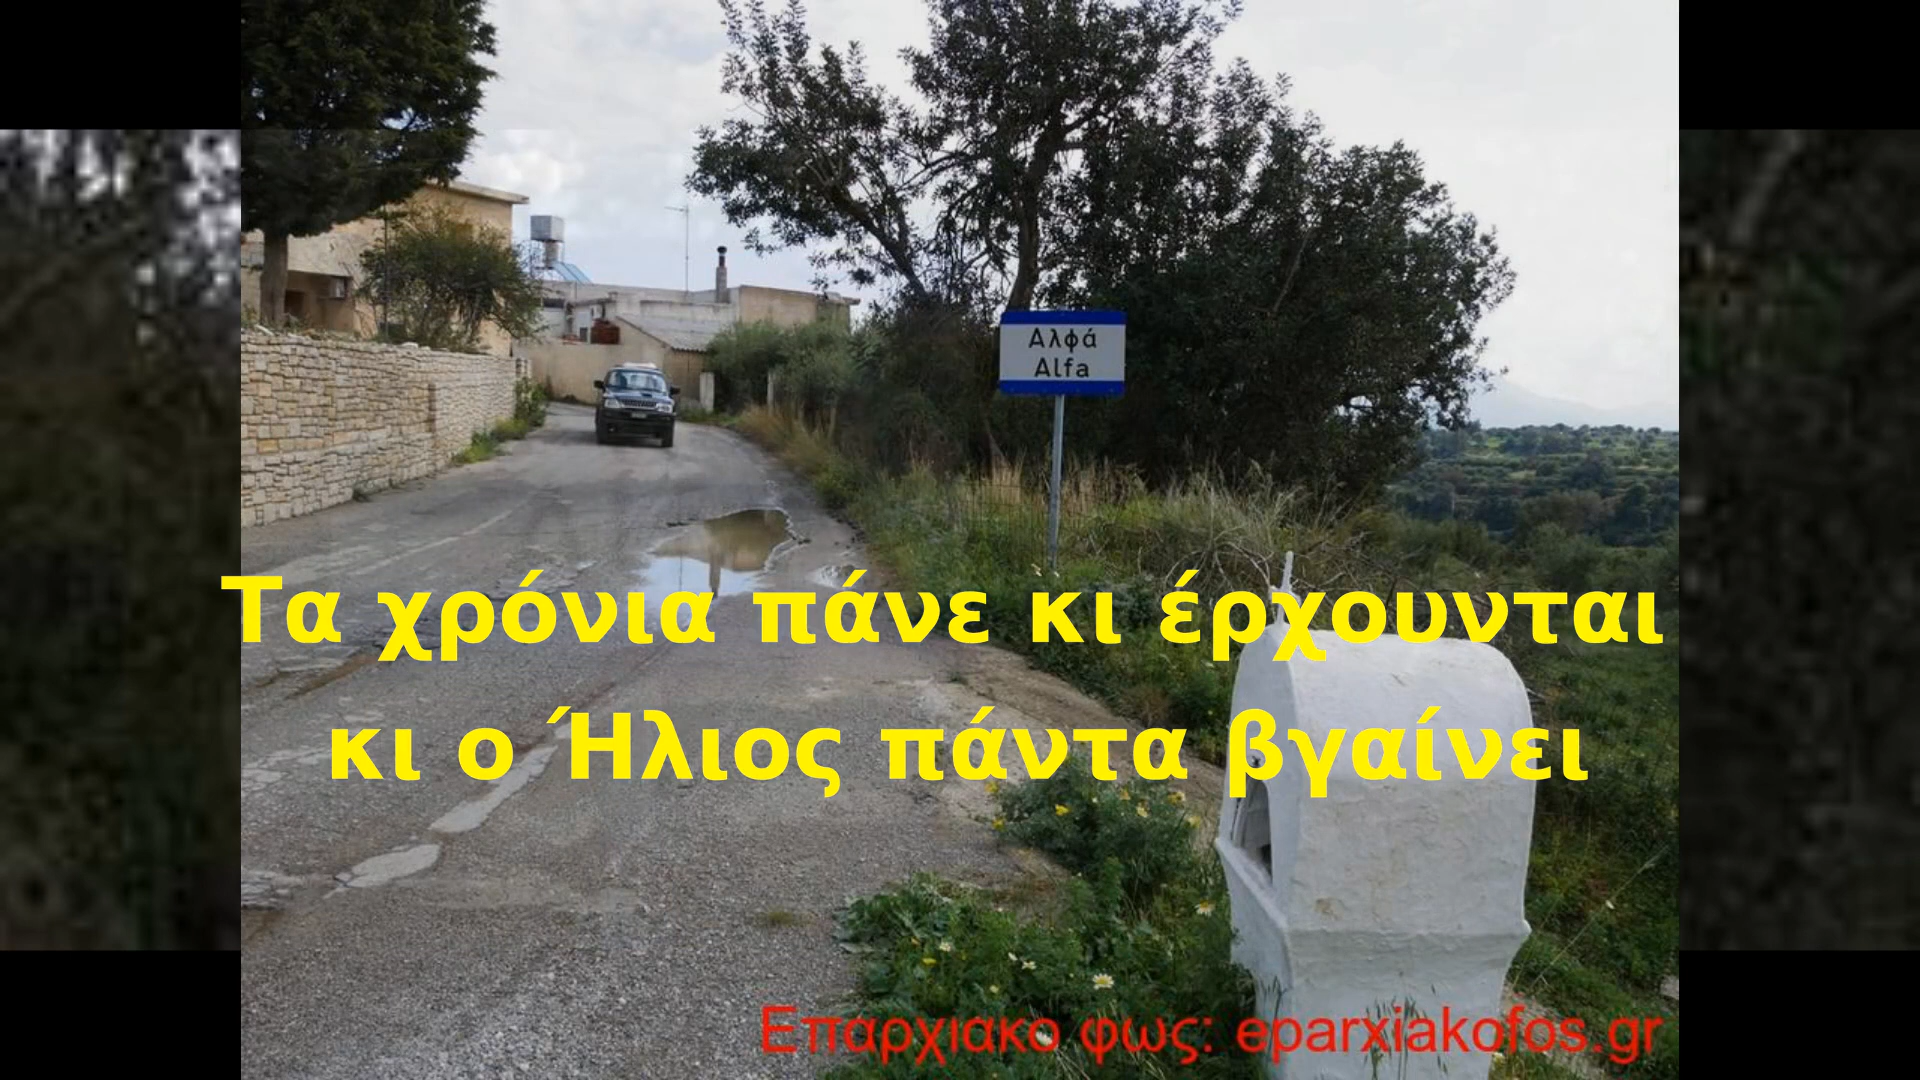 Αλφά
Alfa
Τα χρόνια πάνε κι έρχουνται
κι ο Ήλιος πάντα βγαίνει
Επαρχιακο φως: eparxiakofos.gr